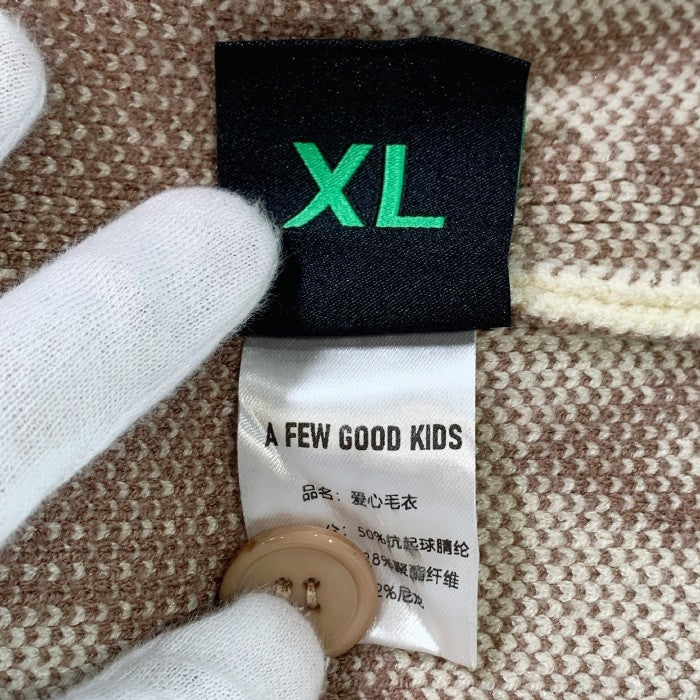 XL
A FEW GOOD KIDS
品名：爱心毛衣
分：50%抗起球腈纶
28%聚酯纤维
2%尼龙